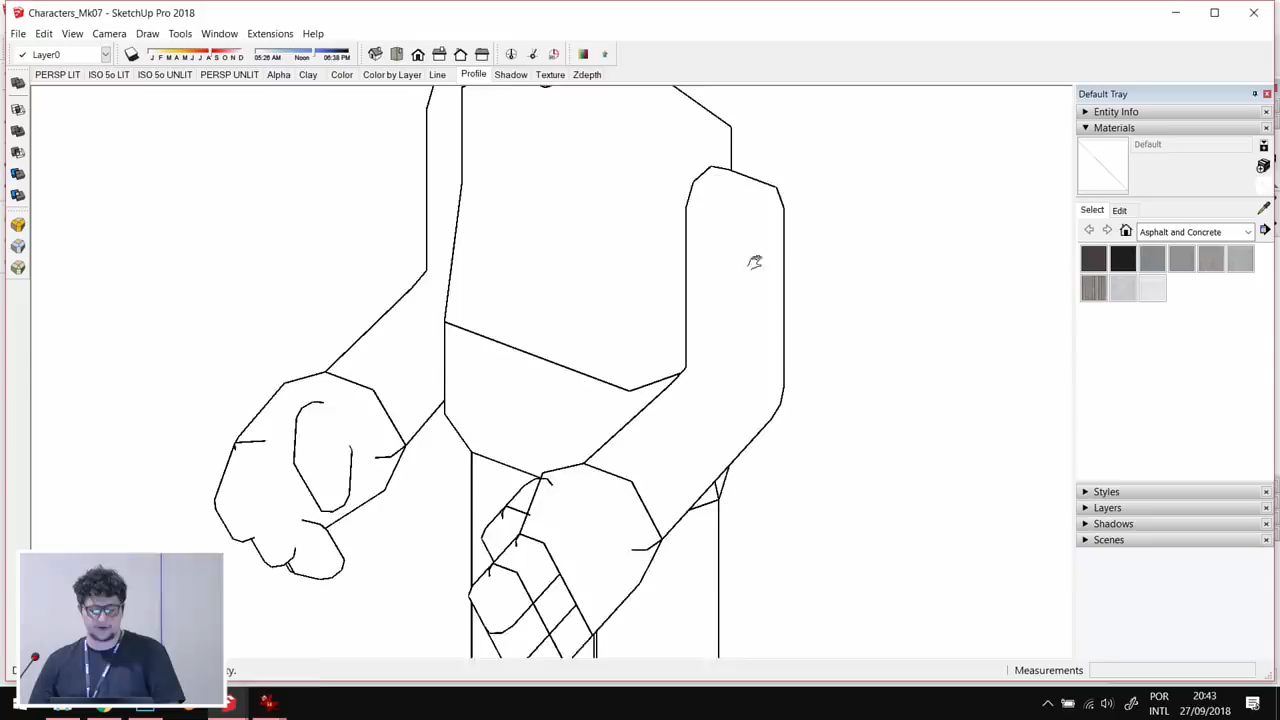 Characters_Mk07 - SketchUp Pro 2018
File Edit View Camera Draw Tools Window Extensions Help
Layer0
J F M A M J J A S O N D
05:26 AM Noon 06:38 PM
PERSP LIT ISO 5o LIT ISO 5o UNLIT PERSP UNLIT Alpha Clay Color Color by Layer Line Profile Shadow Texture Zdepth
Default Tray
Entity Info
Materials
Default
Select Edit
Asphalt and Concrete
Styles
Layers
Shadows
Scenes
Measurements
POR
INTL
20:43
27/09/2018